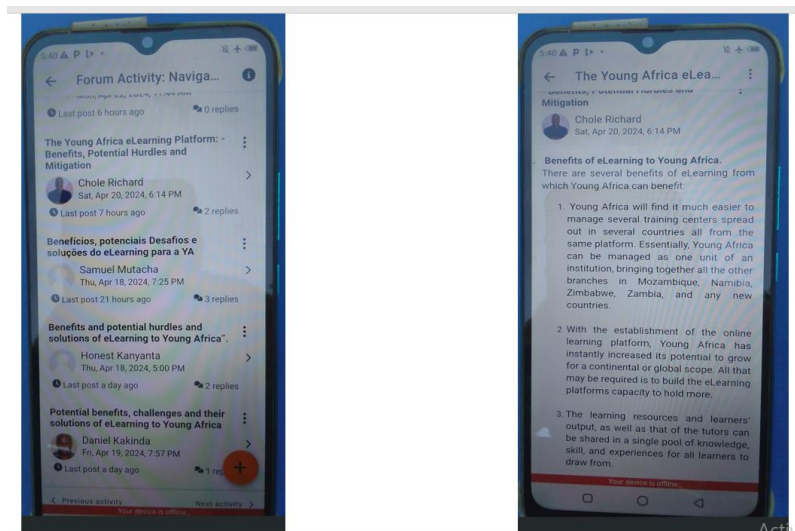 5:40
Forum Activity: Naviga...
Last post 6 hours ago
0 replies
The Young Africa eLearning Platform: -
Benefits, Potential Hurdles and
Mitigation
Chole Richard
Sat, Apr 20, 2024, 6:14 PM
Last post 7 hours ago
2 replies
Benefícios, potenciais Desafios e
soluções do eLearning para a YA
Samuel Mutacha
Thu, Apr 18, 2024, 7:25 PM
Last post 21 hours ago
3 replies
Benefits and potential hurdles and
solutions of eLearning to Young Africa".
Honest Kanyanta
Thu, Apr 18, 2024, 5:00 PM
Last post a day ago
2 replies
Potential benefits, challenges and their
solutions of eLearning to Young Africa
Daniel Kakinda
Fri, Apr 19, 2024, 7:57 PM
Last post a day ago
1 rep
Previous activity
Next activity
Your device is offline.
5:40
The Young Africa eLea...
Mitigation
Chole Richard
Sat, Apr 20, 2024, 6:14 PM
Benefits of eLearning to Young Africa.
There are several benefits of eLearning from
which Young Africa can benefit:
1. Young Africa will find it much easier to
manage several training centers spread
out in several countries all from the
same platform. Essentially, Young Africa
can be managed as one unit of an
institution, bringing together all the other
branches in Mozambique, Namibia,
Zimbabwe, Zambia, and any new
countries.
2. With the establishment of the online
learning platform, Young Africa has
instantly increased its potential to grow
for a continental or global scope. All that
may be required is to build the eLearning
platforms capacity to hold more.
3. The learning resources and learners'
output, as well as that of the tutors can
be shared in a single pool of knowledge,
skill, and experiences for all learners to
draw from.
Your device is offline.